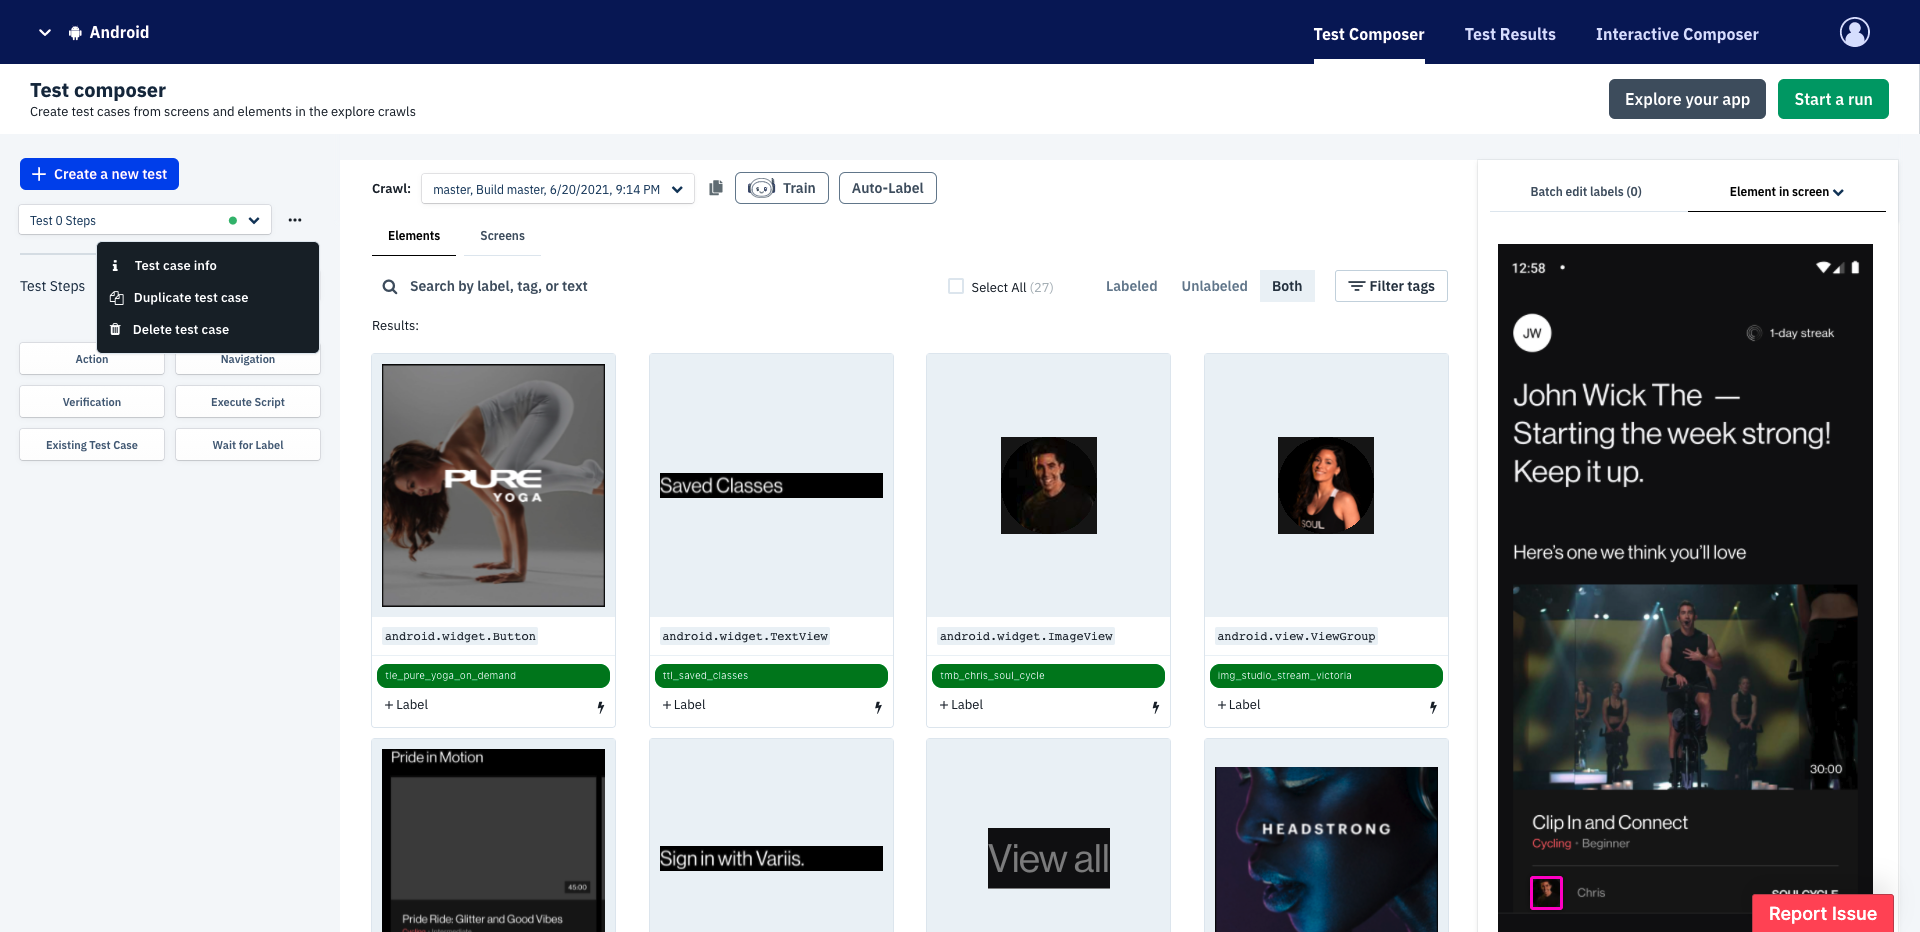 Android
Test Composer
Test Results
Interactive Composer
Test composer
Create test cases from screens and elements in the explore crawls
Explore your app
Start a run
Create a new test
Test 0 Steps
Test case info
Duplicate test case
Delete test case
Test Steps
Action
Navigation
Verification
Execute Script
Existing Test Case
Wait for Label
Crawl:
master, Build master, 6/20/2021, 9:14 PM
Train
Auto-Label
Elements
Screens
Search by label, tag, or text
Select All (27)
Labeled
Unlabeled
Both
Filter tags
Results:
PURE
YOGA
android.widget.Button
tle_pure_yoga_on_demand
+ Label
Saved Classes
android.widget.TextView
ttl_saved_classes
+ Label
android.widget.ImageView
tmb_chris_soul_cycle
+ Label
SOUL
android.view.ViewGroup
img_studio_stream_victoria
+ Label
Pride in Motion
45:00
Pride Ride: Glitter and Good Vibes
Cycling · Intermediate
Sign in with Variis.
View all
HEADSTRONG
Batch edit labels (0)
Element in screen
12:58
JW
1-day streak
John Wick The —
Starting the week strong!
Keep it up.
Here's one we think you'll love
30:00
Clip In and Connect
Cycling · Beginner
Chris
SOULCYCLE
Report Issue